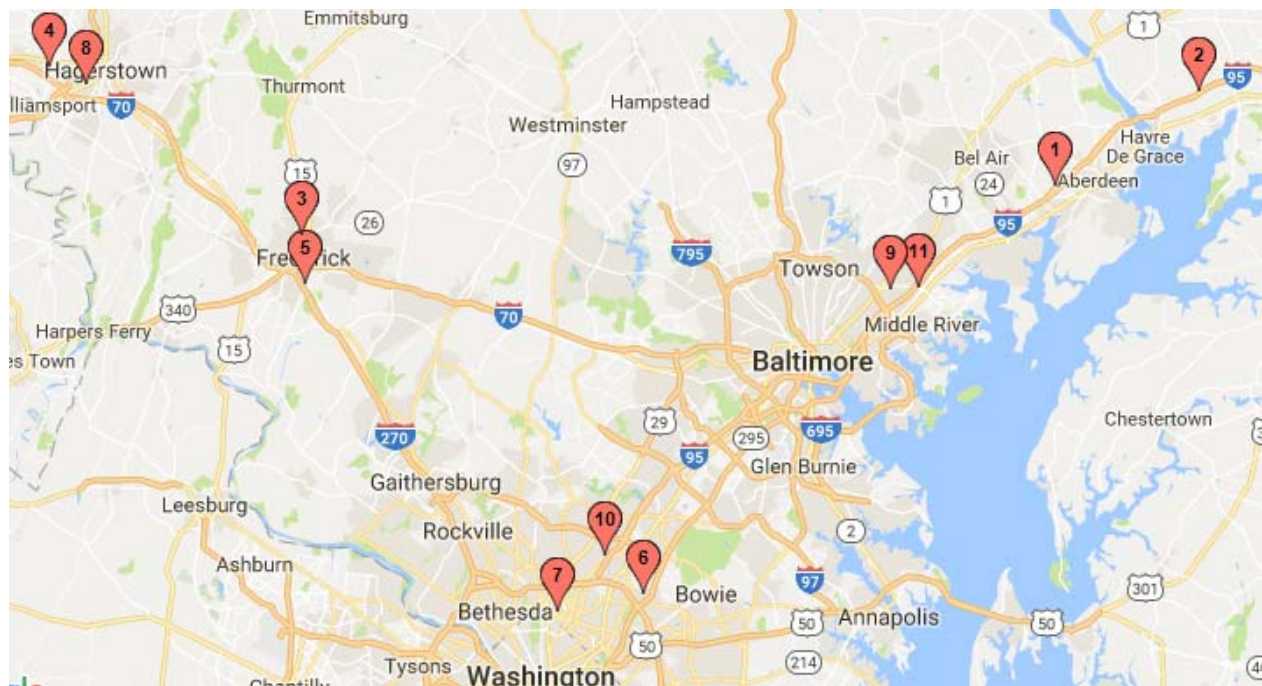 Emmitsburg
1
4
8
2
Hagerstown
95
lliamsport
70
Thurmont
Hampstead
Westminster
97
Havre
De Grace
1
Bel Air
24
Aberdeen
15
3
26
1
95
5
Frederick
795
Towson
9
11
340
70
Harpers Ferry
15
Middle River
es Town
Baltimore
29
Chestertown
270
295
695
95
Glen Burnie
Gaithersburg
Leesburg
10
Rockville
2
Ashburn
7
6
97
301
Bethesda
Bowie
Annapolis
50
50
50
Tysons
214
Washington
Chantilly